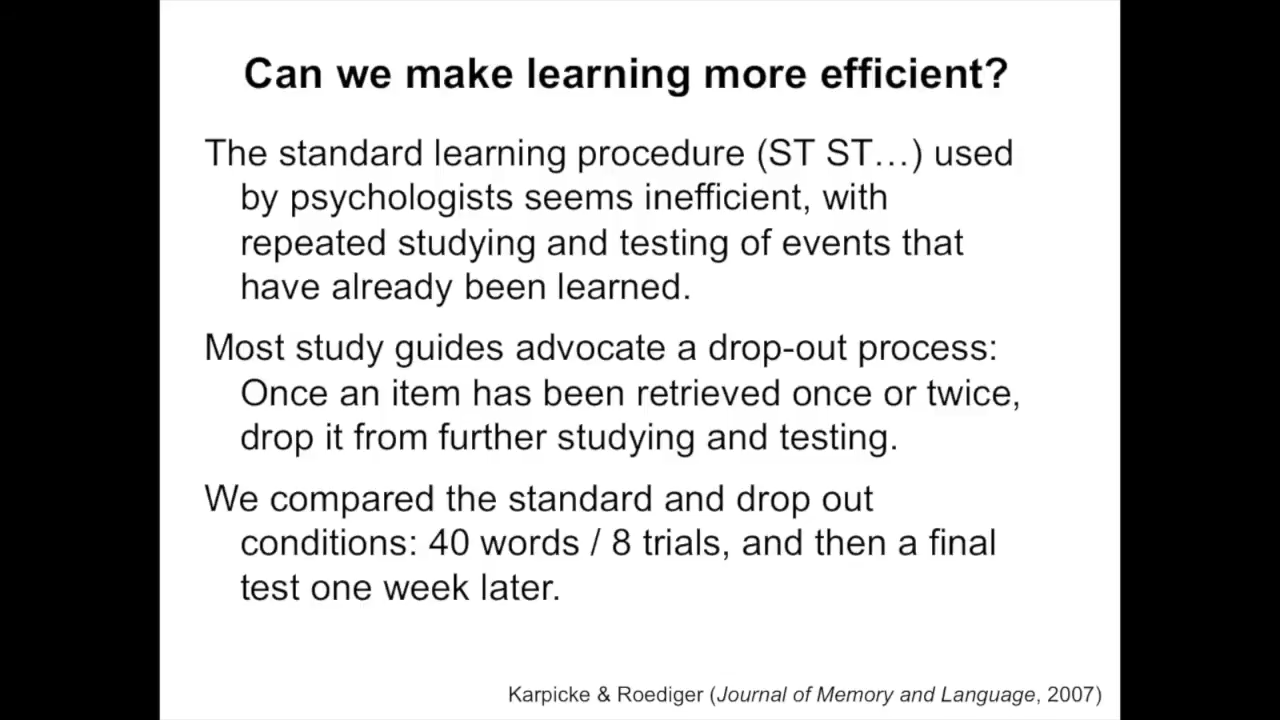 Can we make learning more efficient?
The standard learning procedure (ST ST…) used
by psychologists seems inefficient, with
repeated studying and testing of events that
have already been learned.
Most study guides advocate a drop-out process:
Once an item has been retrieved once or twice,
drop it from further studying and testing.
We compared the standard and drop out
conditions: 40 words / 8 trials, and then a final
test one week later.
Karpicke & Roediger (Journal of Memory and Language, 2007)